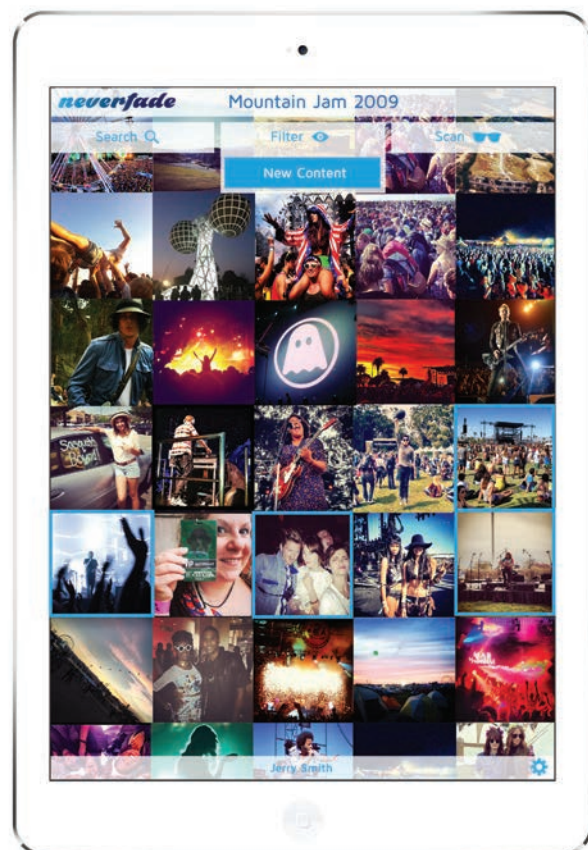 neverfade
Mountain Jam 2009
Search
Filter
Scan
New Content
Jerry Smith